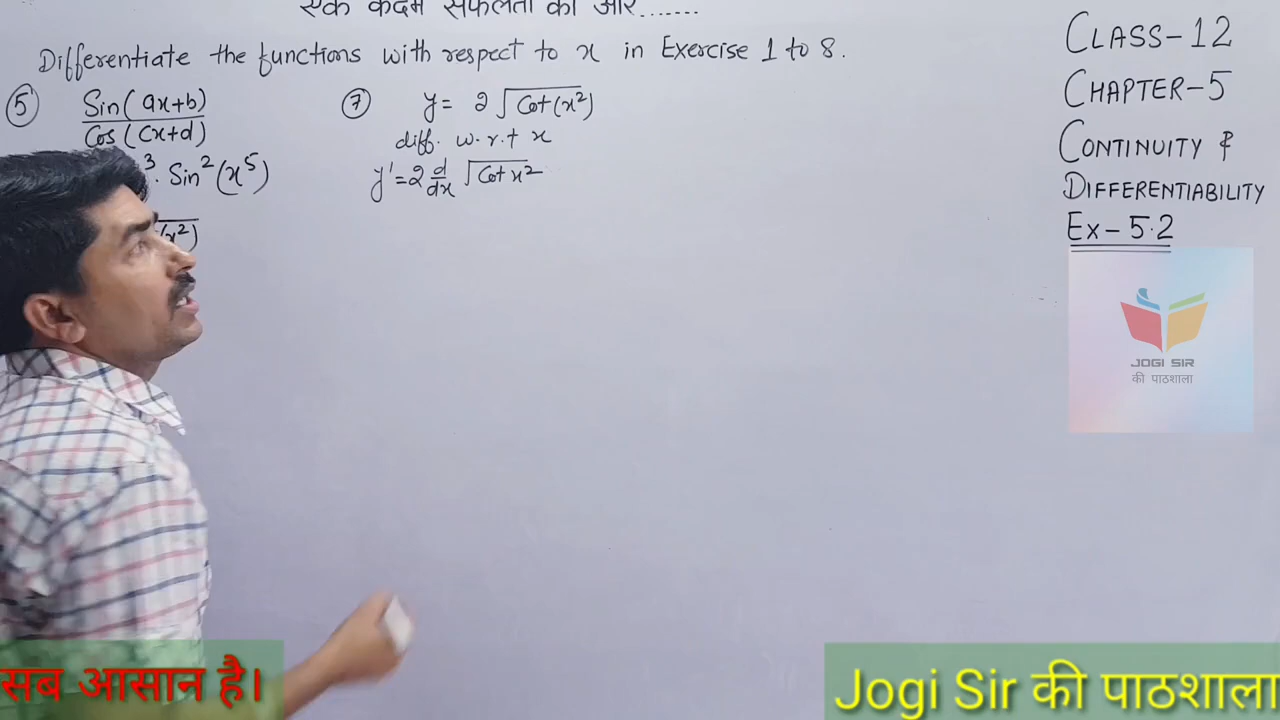 एक कदम सफलता की ओर.......
Differentiate the functions with respect to x in Exercise 1 to 8.
⑤ Sin(ax+b)
Cos(cx+d)
³. Sin²(x⁵)
(x²)
⑦ y = 2√Cot(x²)
diff. w.r.t x
y' = 2 d/dx √Cot x²
CLASS-12
CHAPTER-5
CONTINUITY &
DIFFERENTIABILITY
Ex-5.2
JOGI SIR
की पाठशाला
सब आसान है।
Jogi Sir की पाठशाला